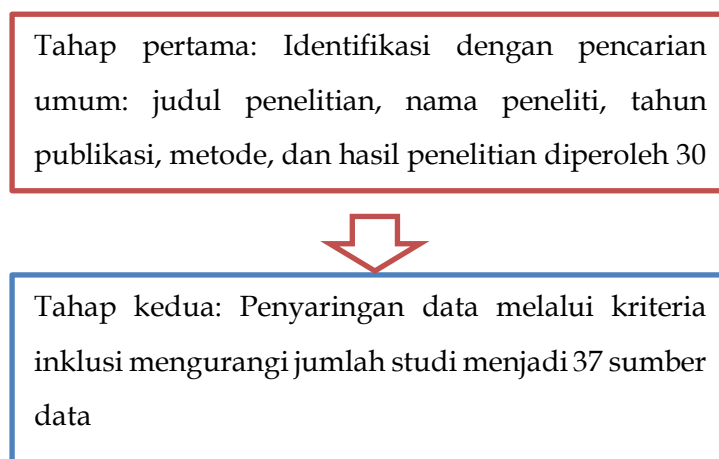 Tahap pertama: Identifikasi dengan pencarian
umum: judul penelitian, nama peneliti, tahun
publikasi, metode, dan hasil penelitian diperoleh 30
Tahap kedua: Penyaringan data melalui kriteria
inklusi mengurangi jumlah studi menjadi 37 sumber
data